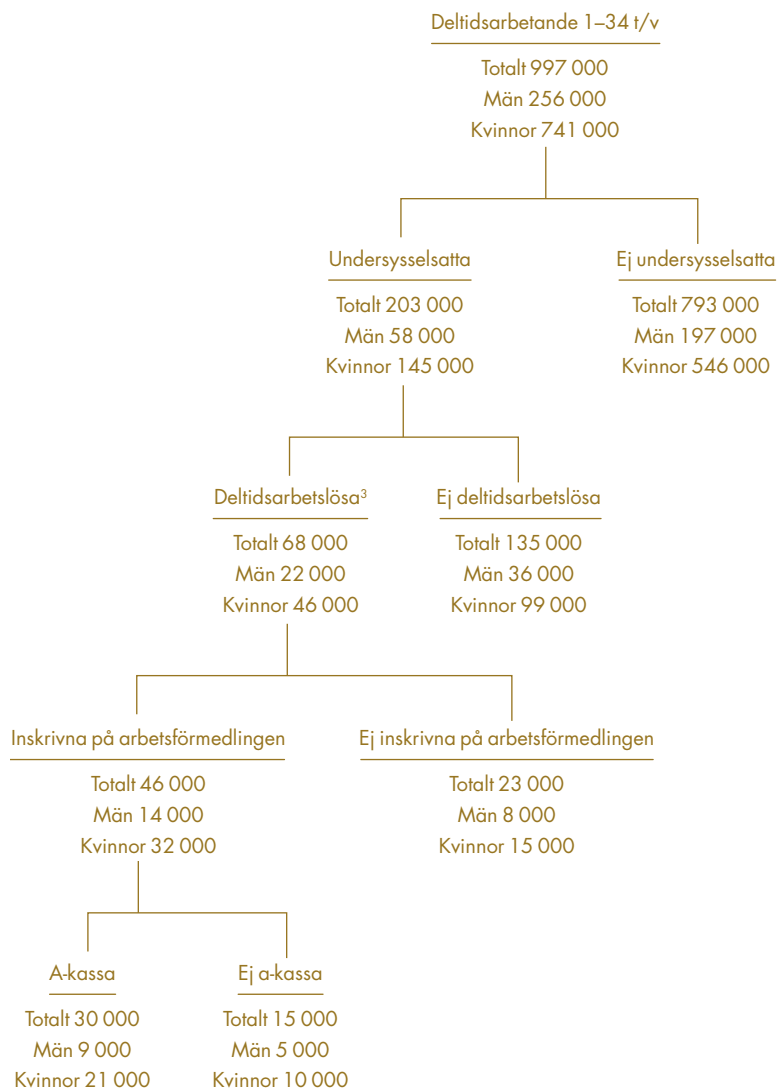 Deltidsarbetande 1–34 t/v
Totalt 997 000
Män 256 000
Kvinnor 741 000
Undersysselsatta
Totalt 203 000
Män 58 000
Kvinnor 145 000
Ej undersysselsatta
Totalt 793 000
Män 197 000
Kvinnor 546 000
Deltidsarbetslösa³
Totalt 68 000
Män 22 000
Kvinnor 46 000
Ej deltidsarbetslösa
Totalt 135 000
Män 36 000
Kvinnor 99 000
Inskrivna på arbetsförmedlingen
Totalt 46 000
Män 14 000
Kvinnor 32 000
Ej inskrivna på arbetsförmedlingen
Totalt 23 000
Män 8 000
Kvinnor 15 000
A-kassa
Totalt 30 000
Män 9 000
Kvinnor 21 000
Ej a-kassa
Totalt 15 000
Män 5 000
Kvinnor 10 000